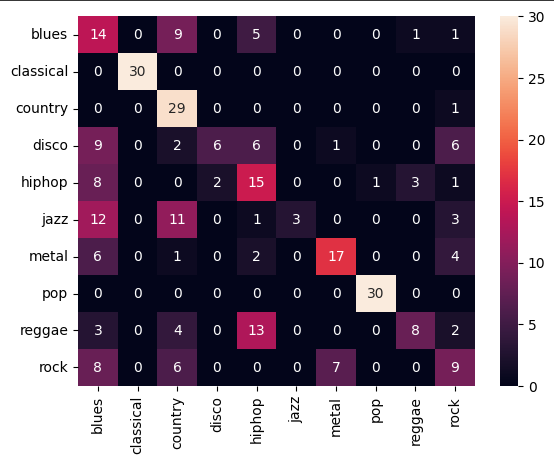 blues 14 0 9 0 5 0 0 0 1 1
classical 0 30 0 0 0 0 0 0 0 0
country 0 0 29 0 0 0 0 0 0 1
disco 9 0 2 6 6 0 1 0 0 6
hiphop 8 0 0 2 15 0 0 1 3 1
jazz 12 0 11 0 1 3 0 0 0 3
metal 6 0 1 0 2 0 17 0 0 4
pop 0 0 0 0 0 0 0 30 0 0
reggae 3 0 4 0 13 0 0 0 8 2
rock 8 0 6 0 0 0 7 0 0 9
blues classical country disco hiphop jazz metal pop reggae rock
30
25
20
15
10
5
0